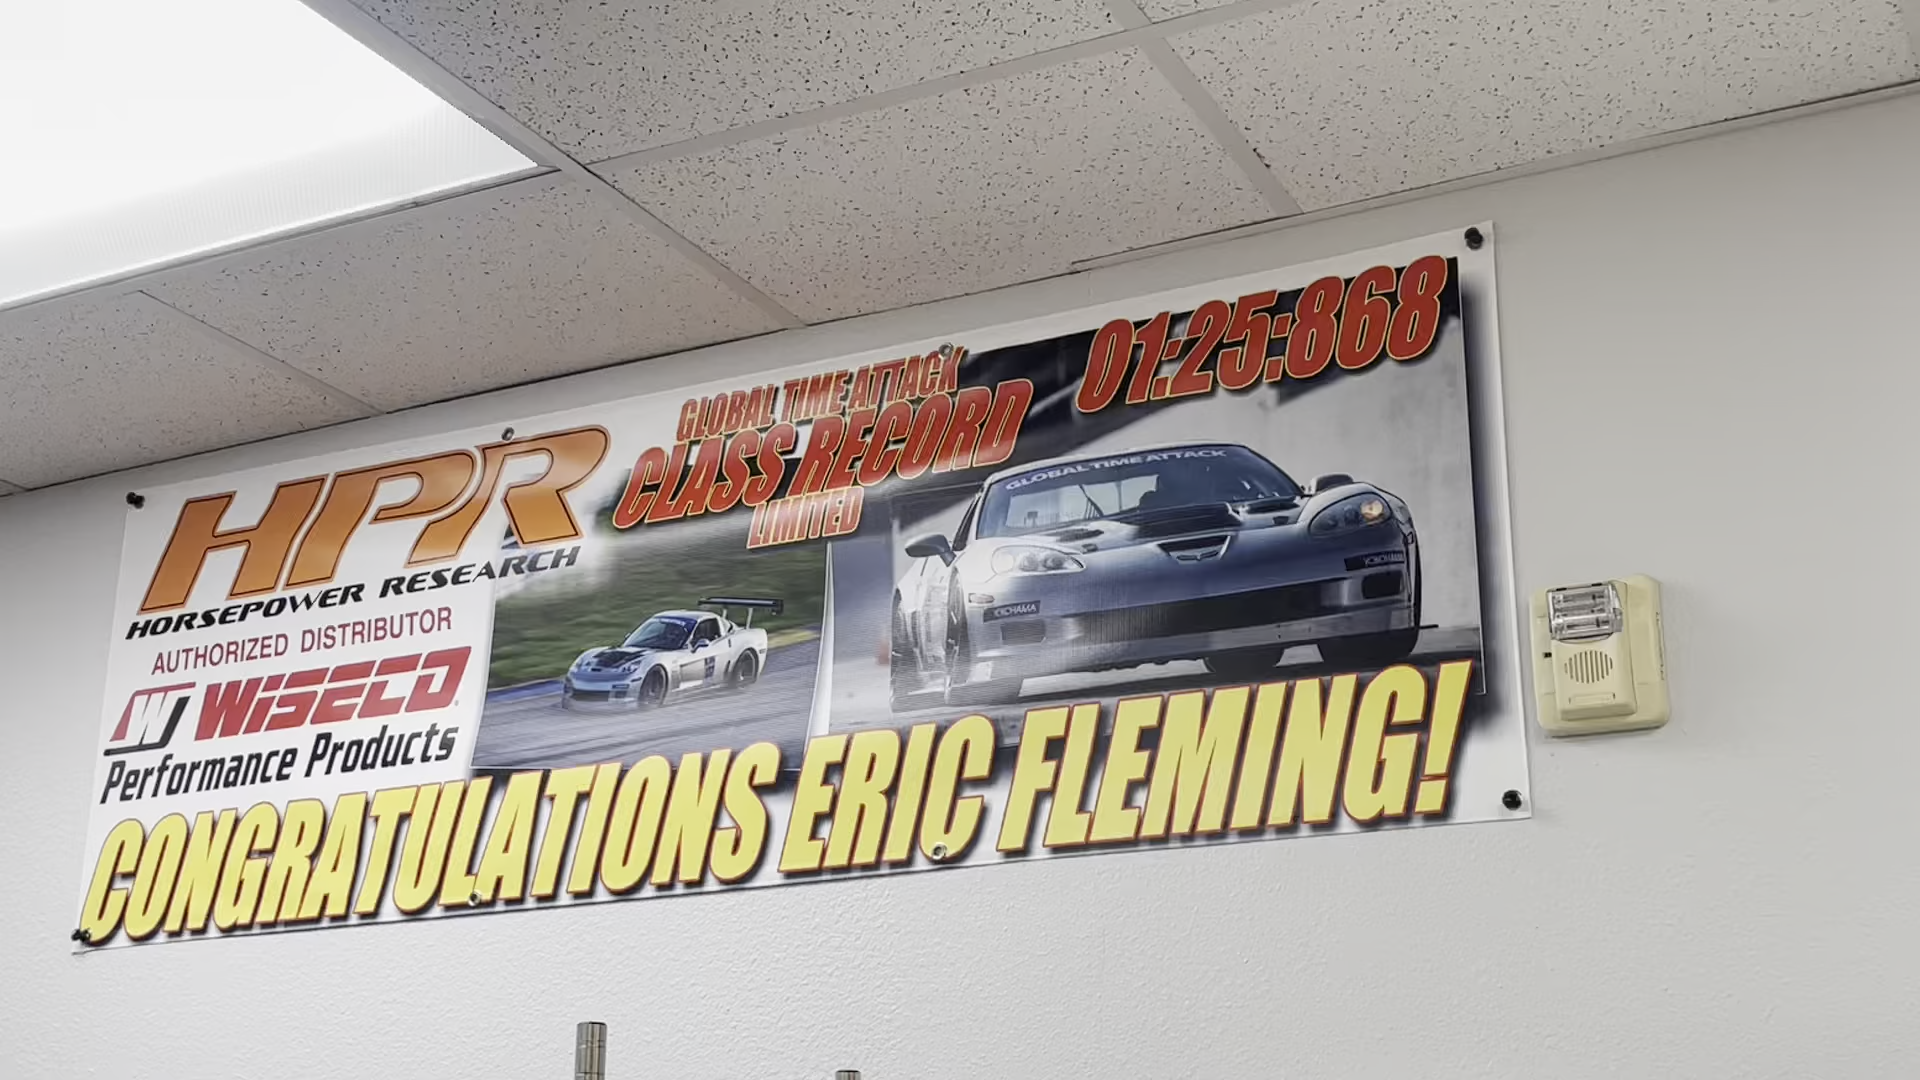 HPR
HORSEPOWER RESEARCH
AUTHORIZED DISTRIBUTOR
W WISECO
Performance Products
GLOBAL TIME ATTACK
CLASS RECORD
LIMITED
01:25:868
GLOBAL TIME ATTACK
YOKOHAMA
YOKOHAMA
CONGRATULATIONS ERIC FLEMING!